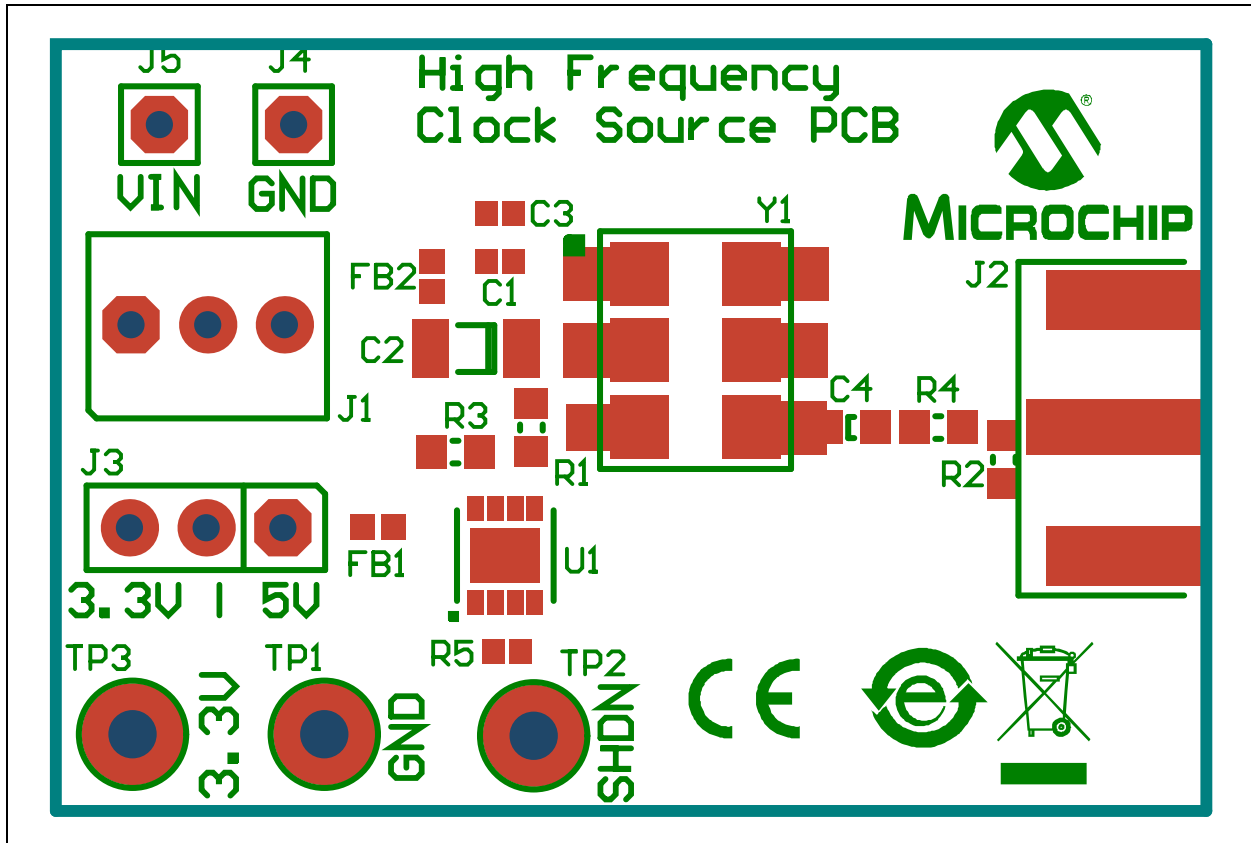 J5
J4
High Frequency
Clock Source PCB
®
VIN
GND
MICROCHIP
C3
Y1
FB2
C1
J2
C2
J1
R3
C4
R4
J3
R1
R2
FB1
U1
3.3V | 5V
R5
TP3
TP1
TP2
3.3V
GND
SHDN
CE
e